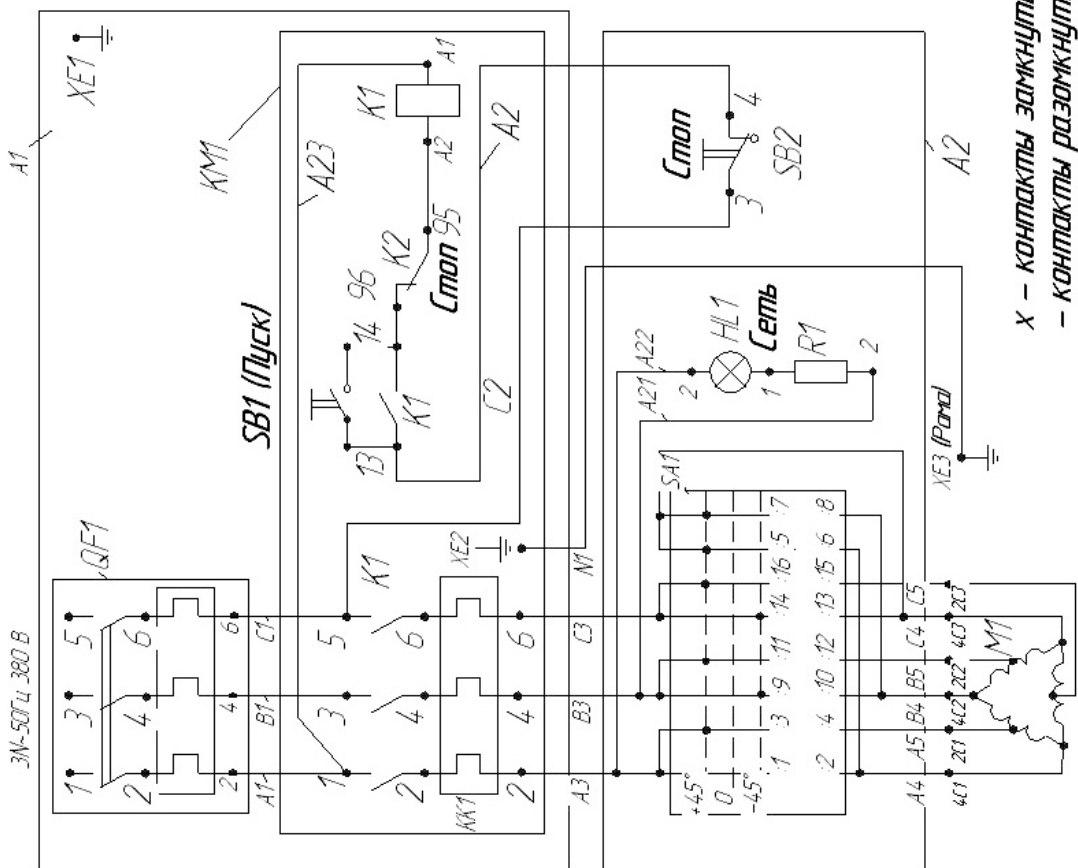 3N~50Гц 380 В
A1
XE1
QF1
1
3
5
2
4
6
2
4
6
A1
B1
C1
KM1
SB1 (Пуск)
A23
K1
A1
A2
K2
95
96
Стоп
14
13
K1
A2
C2
1
3
5
K1
2
4
6
KK1
2
4
6
XE2
N1
A3
B3
C3
Стоп
4
3
SB2
A2
A21
A22
2
HL1
Сеть
1
R1
2
XE3 (Рама)
SA1
+45°
0
-45°
:1 :3 :9 :11 :14 :16 :5 :7
:2 :4 :10 :12 :13 :15 :6 :8
A4 A5 B4 B5 C4 C5
4C1 2C1 4C2 2C2 4C3 2C3
M1
X – контакты замкнуты
– контакты разомкнут